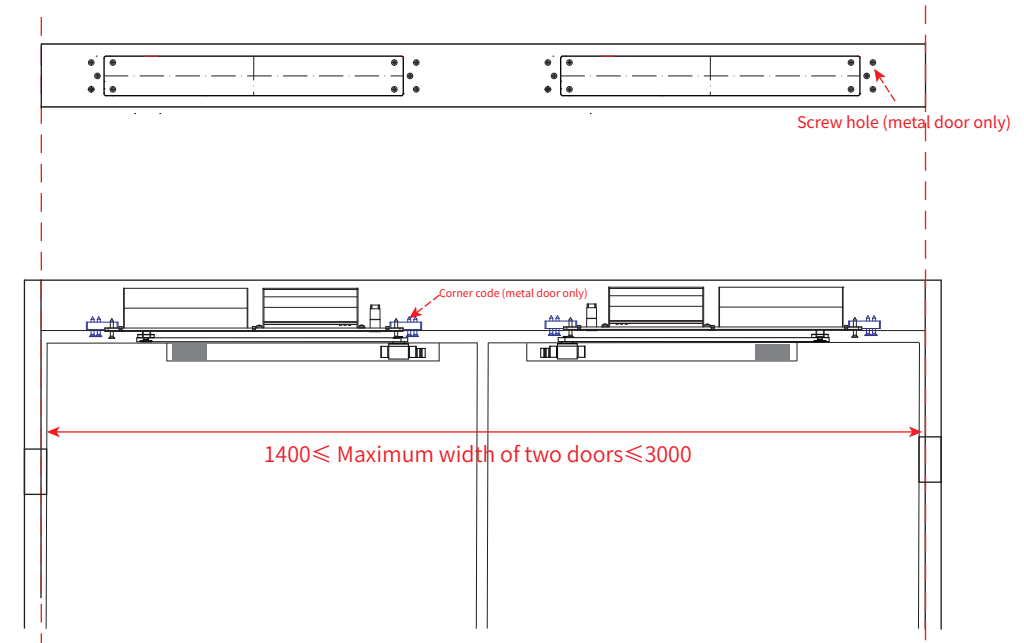 Screw hole (metal door only)
Corner code (metal door only)
1400≤ Maximum width of two doors≤3000